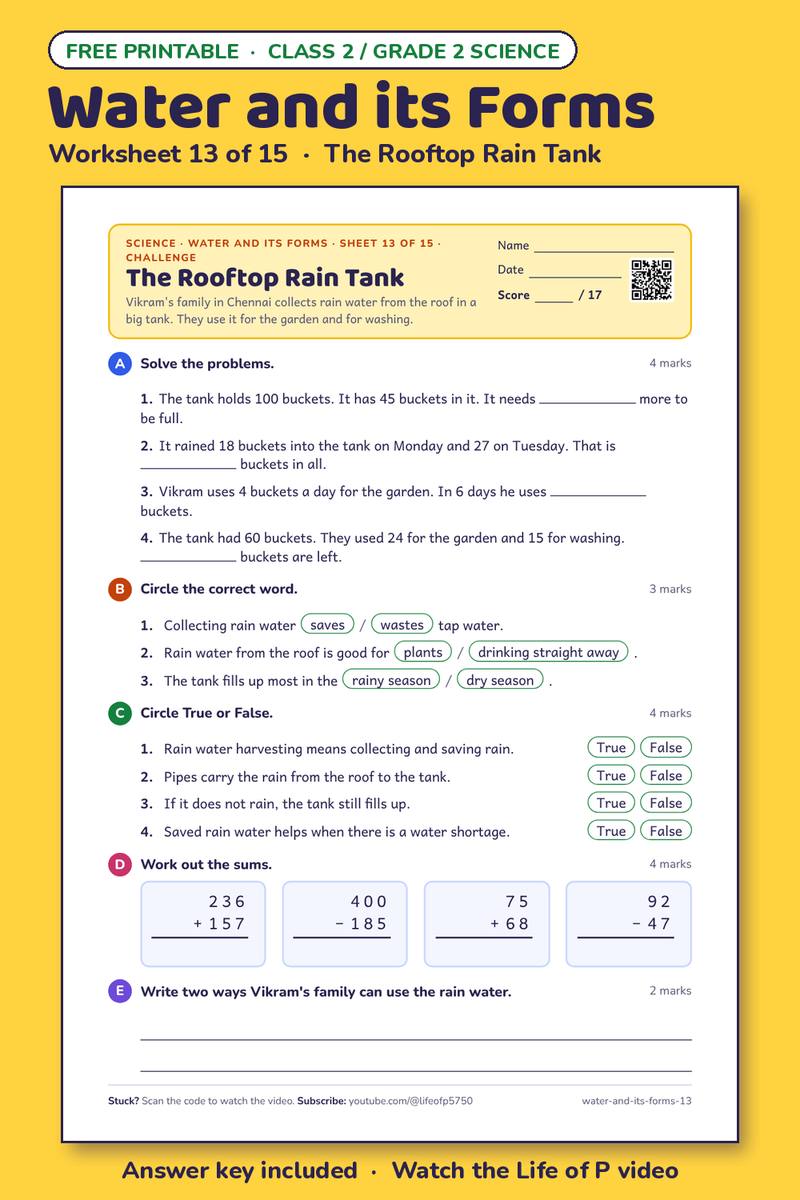 FREE PRINTABLE · CLASS 2 / GRADE 2 SCIENCE
Water and its Forms
Worksheet 13 of 15 · The Rooftop Rain Tank
SCIENCE · WATER AND ITS FORMS · SHEET 13 OF 15 ·
CHALLENGE
The Rooftop Rain Tank
Vikram's family in Chennai collects rain water from the roof in a
big tank. They use it for the garden and for washing.
Name ____________
Date ____________
Score _____ / 17
A Solve the problems. 4 marks
1. The tank holds 100 buckets. It has 45 buckets in it. It needs ____________ more to
be full.
2. It rained 18 buckets into the tank on Monday and 27 on Tuesday. That is
____________ buckets in all.
3. Vikram uses 4 buckets a day for the garden. In 6 days he uses ____________
buckets.
4. The tank had 60 buckets. They used 24 for the garden and 15 for washing.
____________ buckets are left.
B Circle the correct word. 3 marks
1. Collecting rain water saves / wastes tap water.
2. Rain water from the roof is good for plants / drinking straight away .
3. The tank fills up most in the rainy season / dry season .
C Circle True or False. 4 marks
1. Rain water harvesting means collecting and saving rain. True False
2. Pipes carry the rain from the roof to the tank. True False
3. If it does not rain, the tank still fills up. True False
4. Saved rain water helps when there is a water shortage. True False
D Work out the sums. 4 marks
236 400 75 92
+ 157 − 185 + 68 − 47
E Write two ways Vikram's family can use the rain water. 2 marks
Stuck? Scan the code to watch the video. Subscribe: youtube.com/@lifeofp5750 water-and-its-forms-13
Answer key included · Watch the Life of P video